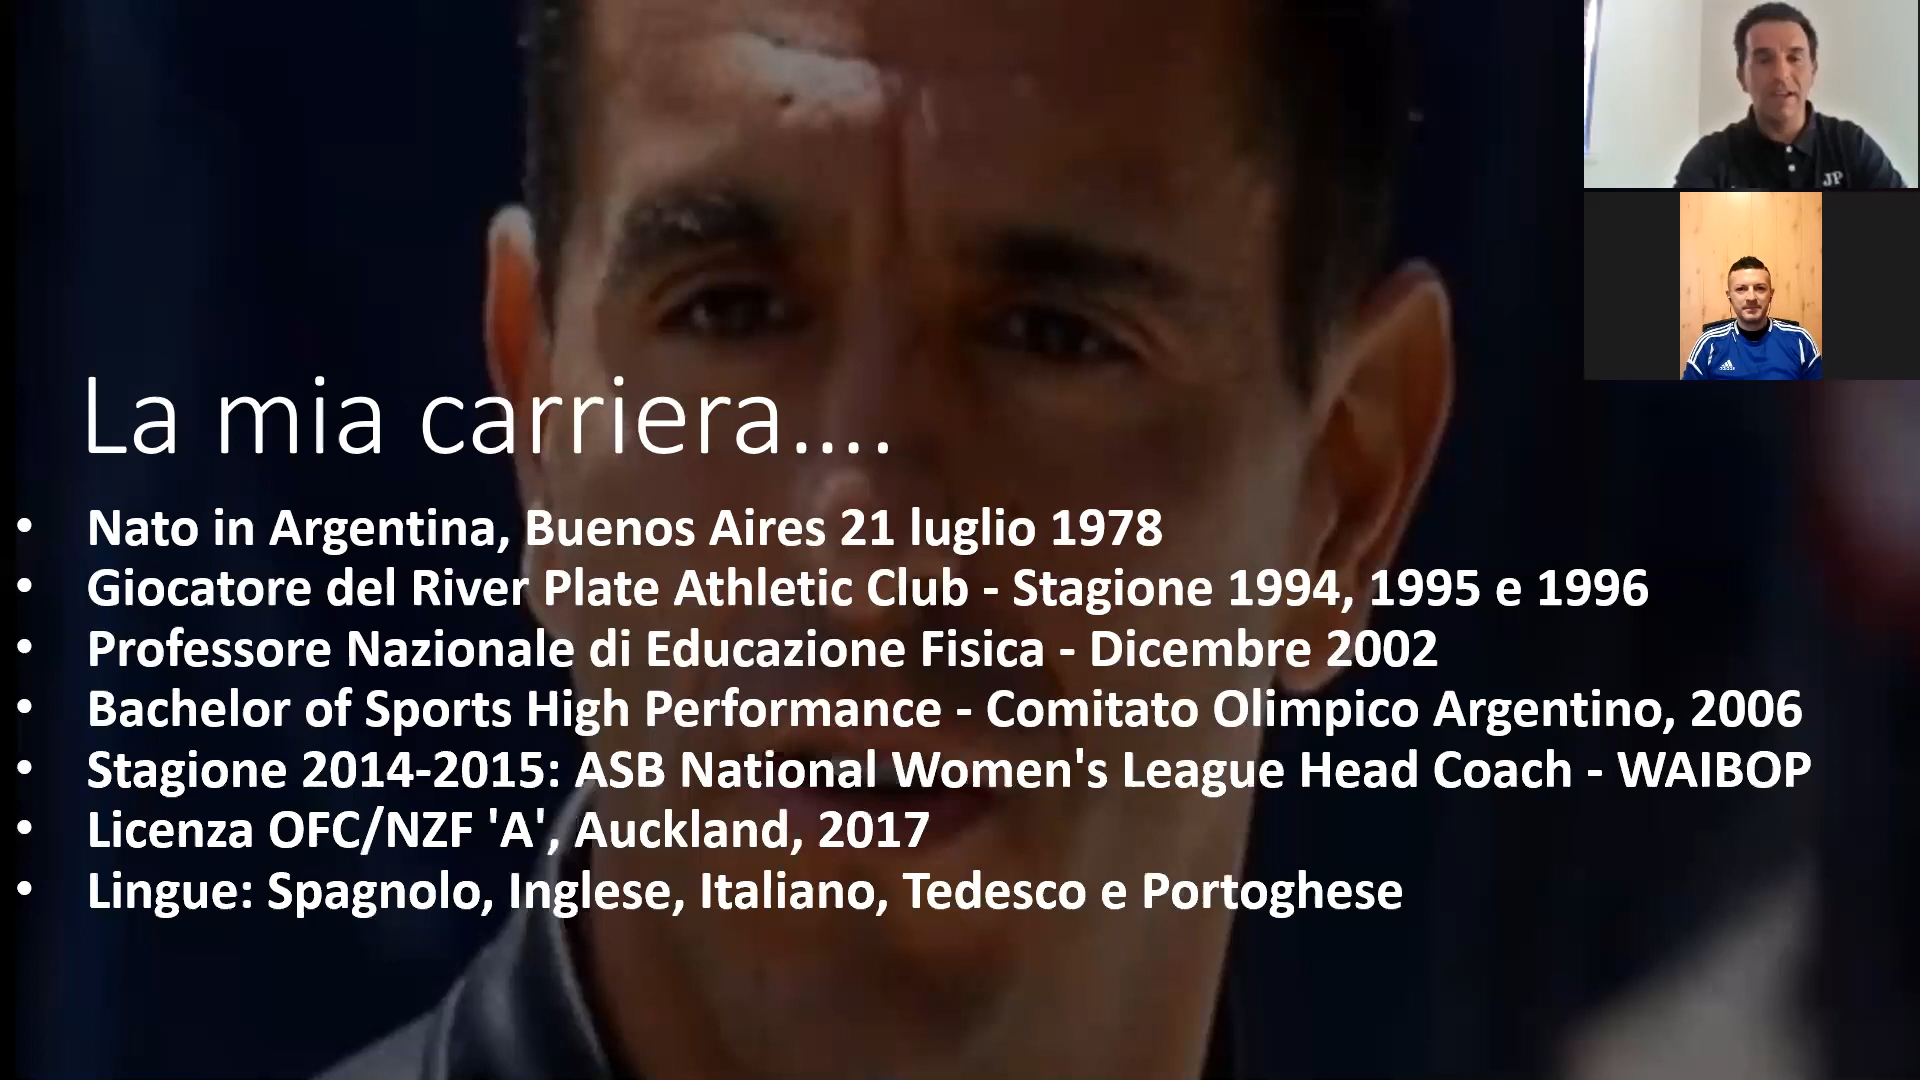 La mia carriera....
• Nato in Argentina, Buenos Aires 21 luglio 1978
• Giocatore del River Plate Athletic Club - Stagione 1994, 1995 e 1996
• Professore Nazionale di Educazione Fisica - Dicembre 2002
• Bachelor of Sports High Performance - Comitato Olimpico Argentino, 2006
• Stagione 2014-2015: ASB National Women's League Head Coach - WAIBOP
• Licenza OFC/NZF 'A', Auckland, 2017
• Lingue: Spagnolo, Inglese, Italiano, Tedesco e Portoghese
JP
adidas